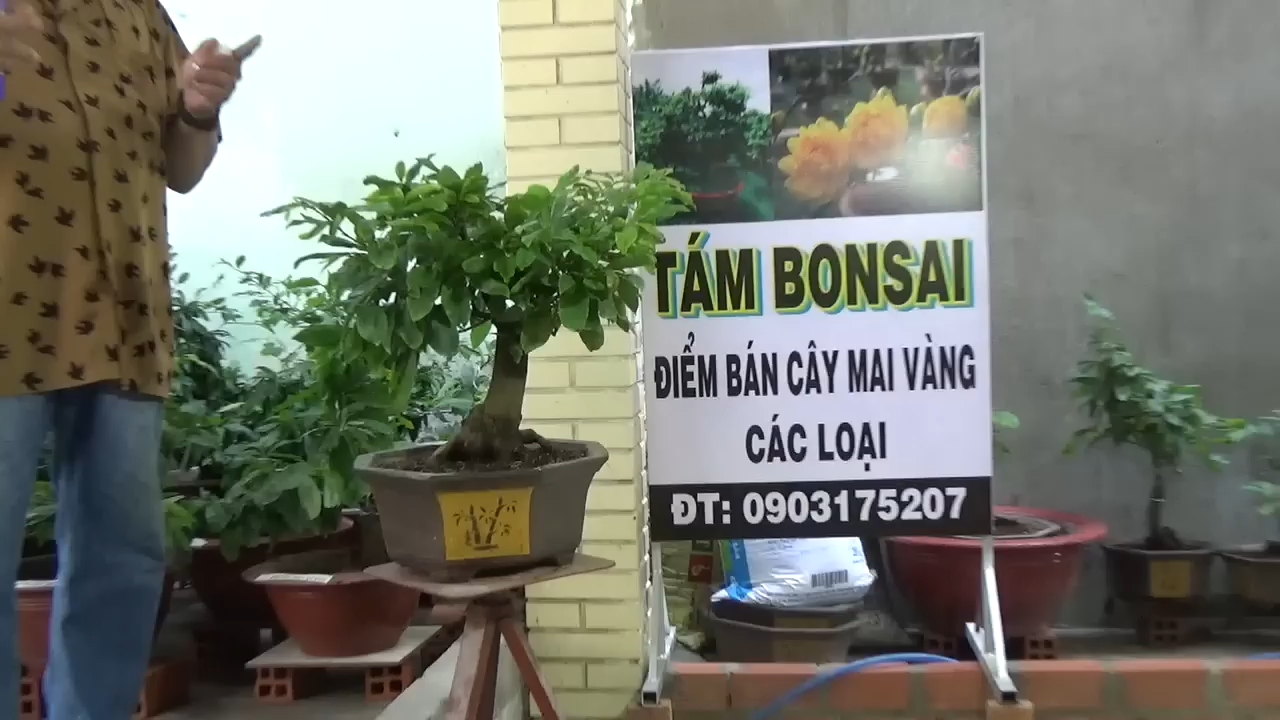 TÁM BONSAI
ĐIỂM BÁN CÂY MAI VÀNG
CÁC LOẠI
ĐT: 0903175207